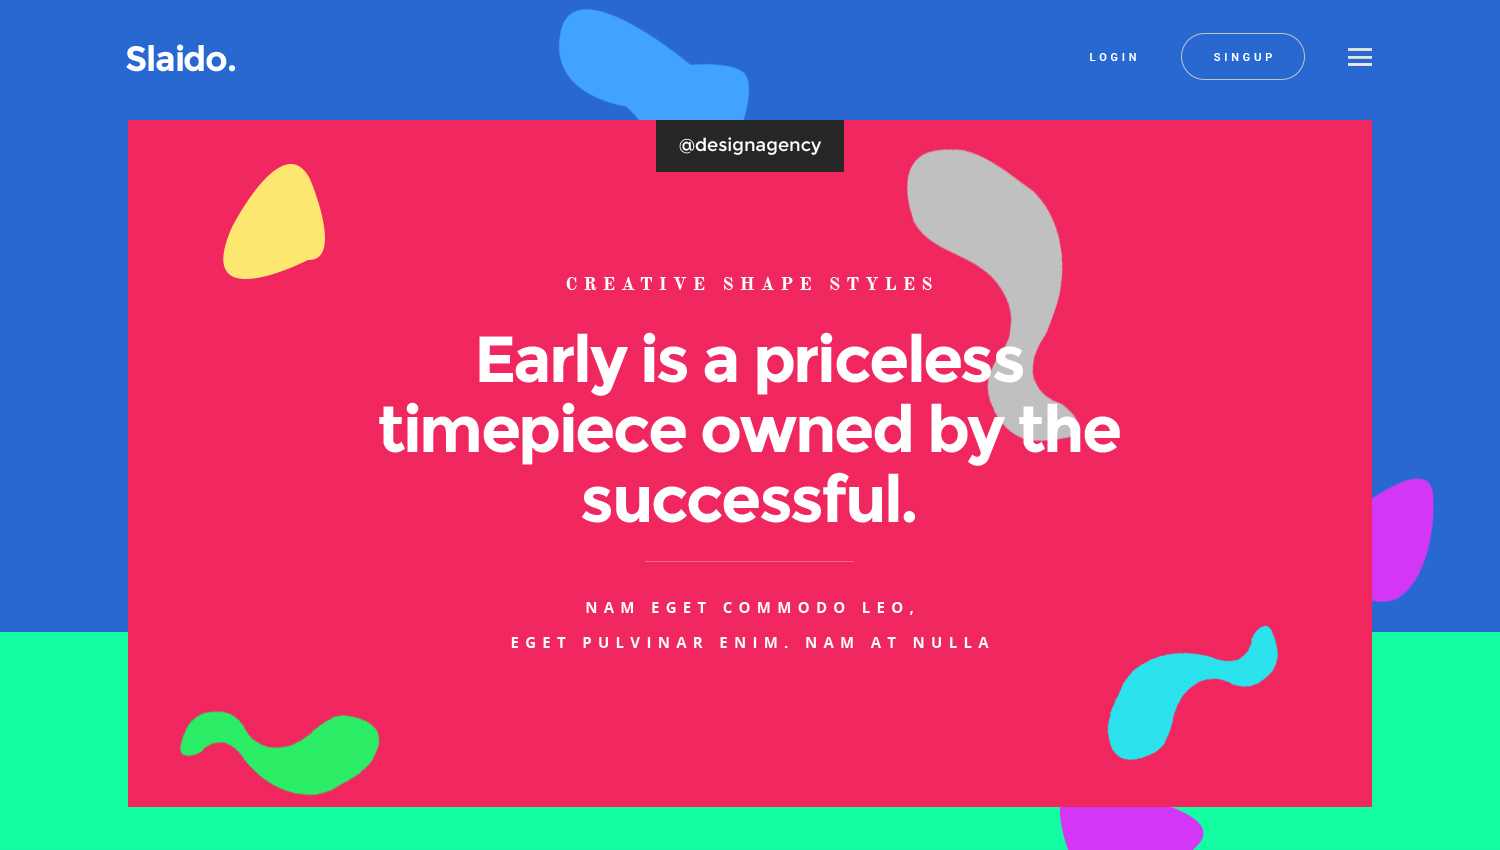 Slaido.
LOGIN
SINGUP
@designagency
CREATIVE SHAPE STYLES
Early is a priceless
timepiece owned by the
successful.
NAM EGET COMMODO LEO,
EGET PULVINAR ENIM. NAM AT NULLA